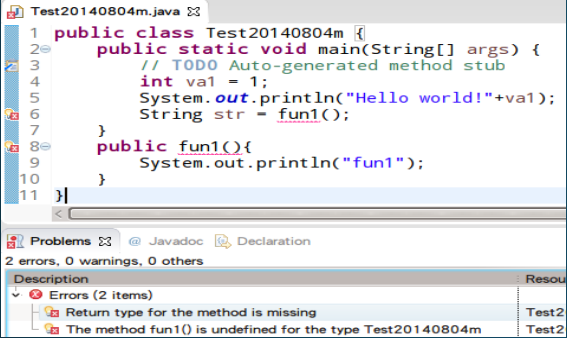 Test20140804m.java
1 public class Test20140804m {
2 public static void main(String[] args) {
3 // TODO Auto-generated method stub
4 int va1 = 1;
5 System.out.println("Hello world!"+va1);
6 String str = fun1();
7 }
8 public fun1(){
9 System.out.println("fun1");
10 }
11 }
Problems @ Javadoc Declaration
2 errors, 0 warnings, 0 others
Description Resou
Errors (2 items)
Return type for the method is missing Test2
The method fun1() is undefined for the type Test20140804m Test2